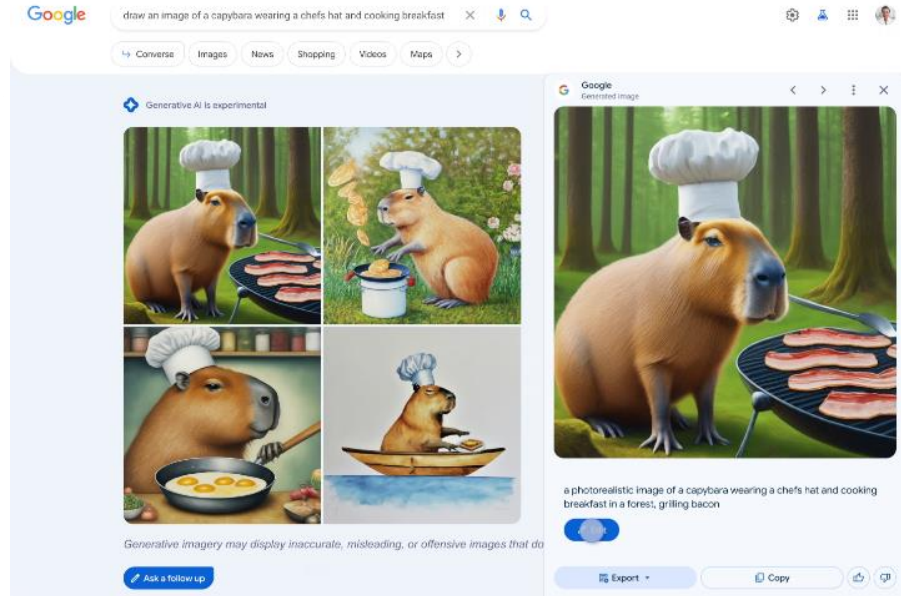 Google
draw an image of a capybara wearing a chefs hat and cooking breakfast
Converse
Images
News
Shopping
Videos
Maps
Generative AI is experimental
Generative imagery may display inaccurate, misleading, or offensive images that do
Ask a follow up
G
Google
Generated image
a photorealistic image of a capybara wearing a chefs hat and cooking
breakfast in a forest, grilling bacon
Export
Copy